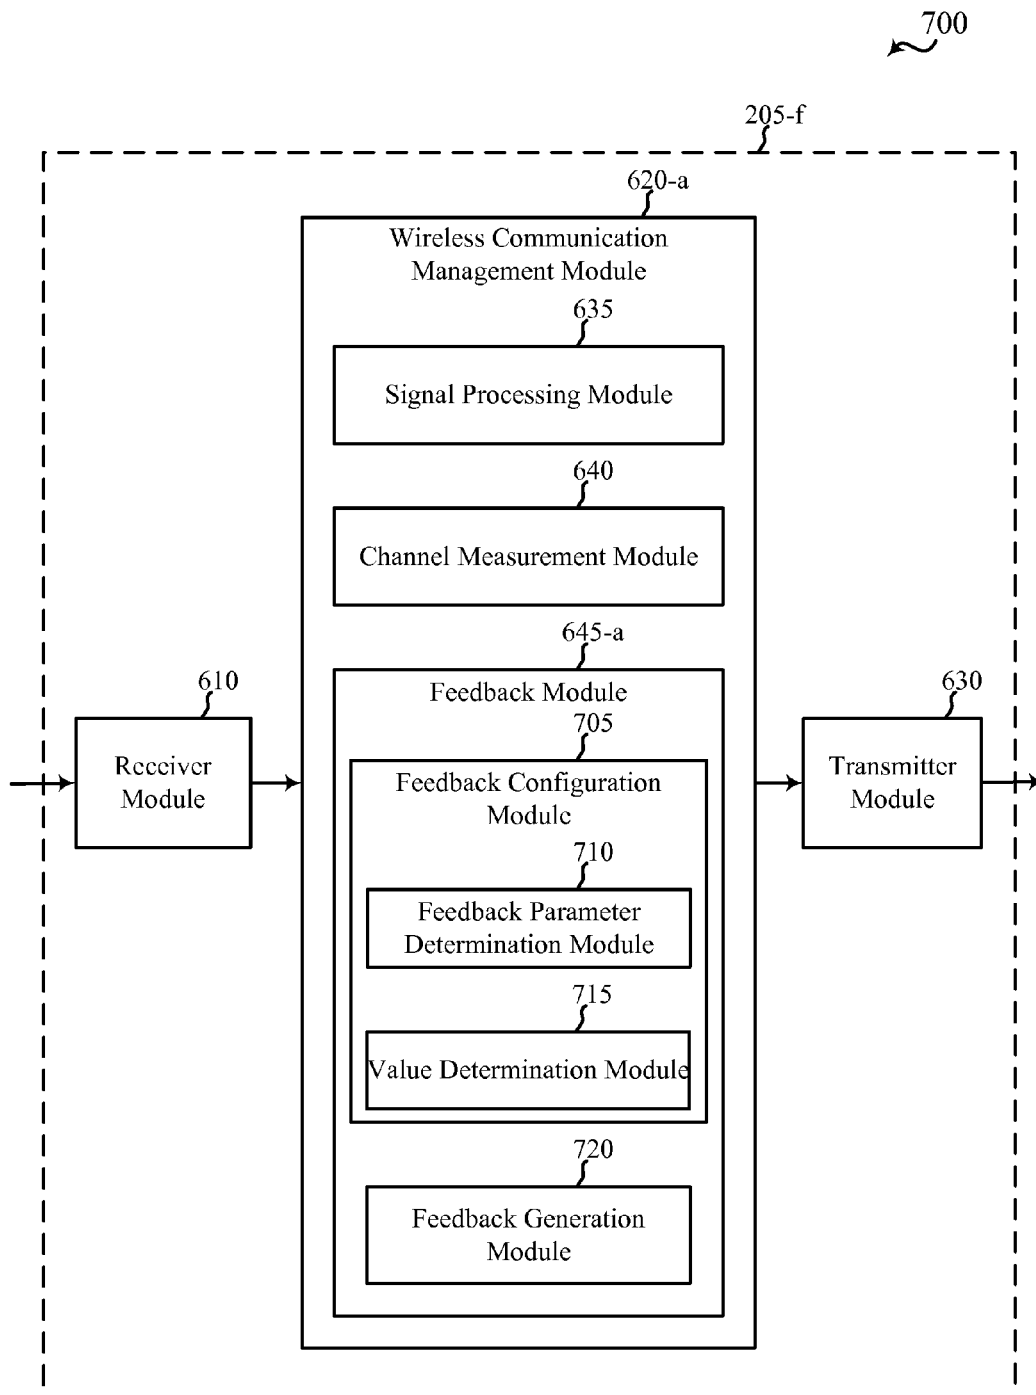 700
205-f
620-a
Wireless Communication
Management Module
635
Signal Processing Module
640
Channel Measurement Module
645-a
Feedback Module
610
Receiver
Module
630
Transmitter
Module
705
Feedback Configuration
Module
710
Feedback Parameter
Determination Module
715
Value Determination Module
720
Feedback Generation
Module